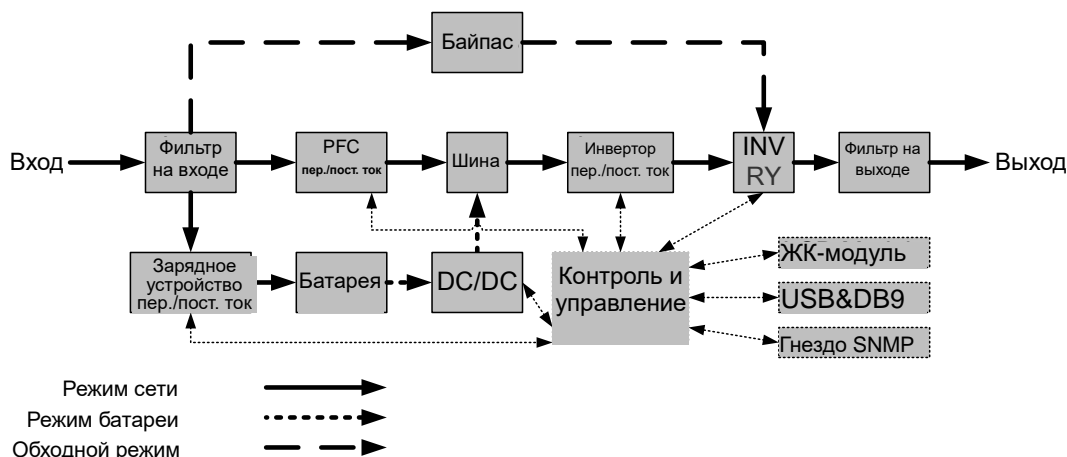 Байпас
Вход
Фильтр
на входе
PFC
пер./пост. ток
Шина
Инвертор
пер./пост. ток
INV
RY
Фильтр на
выходе
Выход
Зарядное
устройство
пер./пост. ток
Батарея
DC/DC
Контроль и
управление
ЖК-модуль
USB&DB9
Гнездо SNMP
Режим сети
Режим батареи
Обходной режим